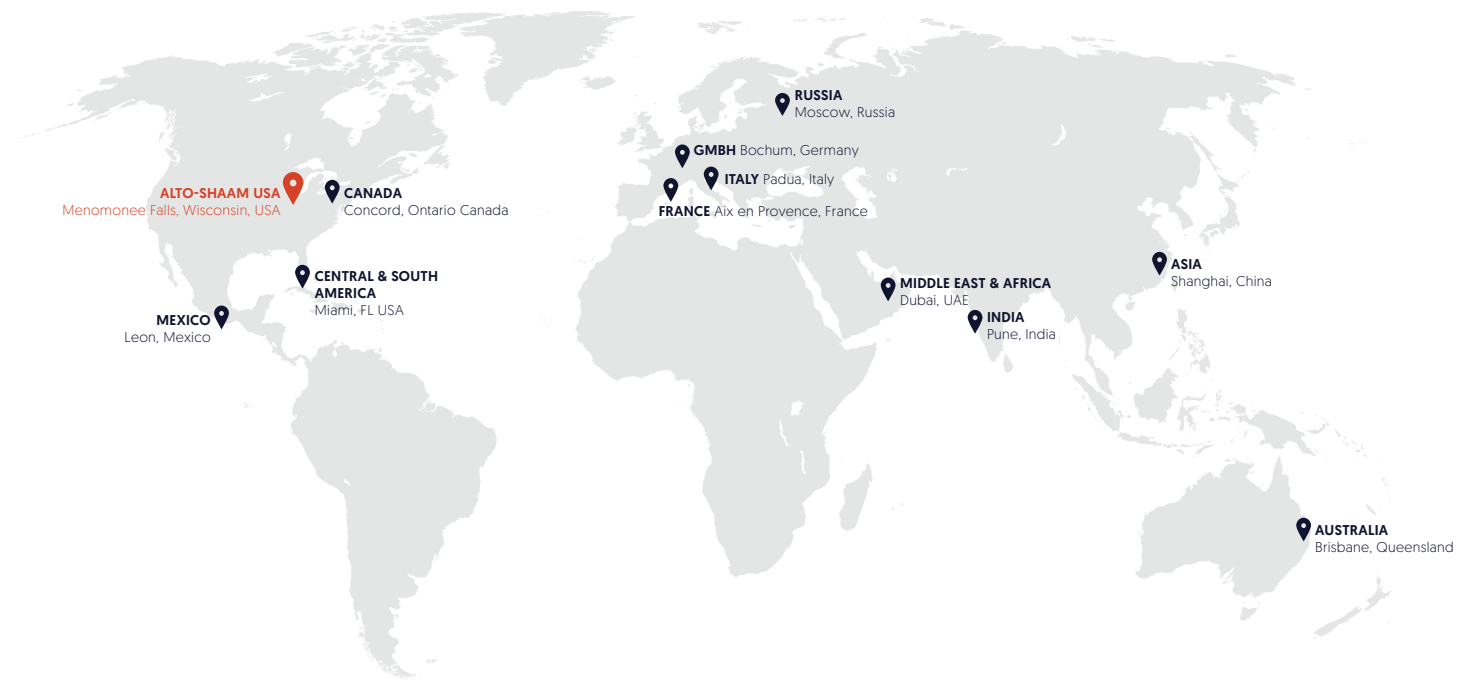 RUSSIA
Moscow, Russia
GMBH Bochum, Germany
ITALY Padua, Italy
ALTO-SHAAM USA
Menomonee Falls, Wisconsin, USA
CANADA
Concord, Ontario Canada
FRANCE Aix en Provence, France
CENTRAL & SOUTH
AMERICA
Miami, FL USA
MEXICO
Leon, Mexico
MIDDLE EAST & AFRICA
Dubai, UAE
INDIA
Pune, India
ASIA
Shanghai, China
AUSTRALIA
Brisbane, Queensland